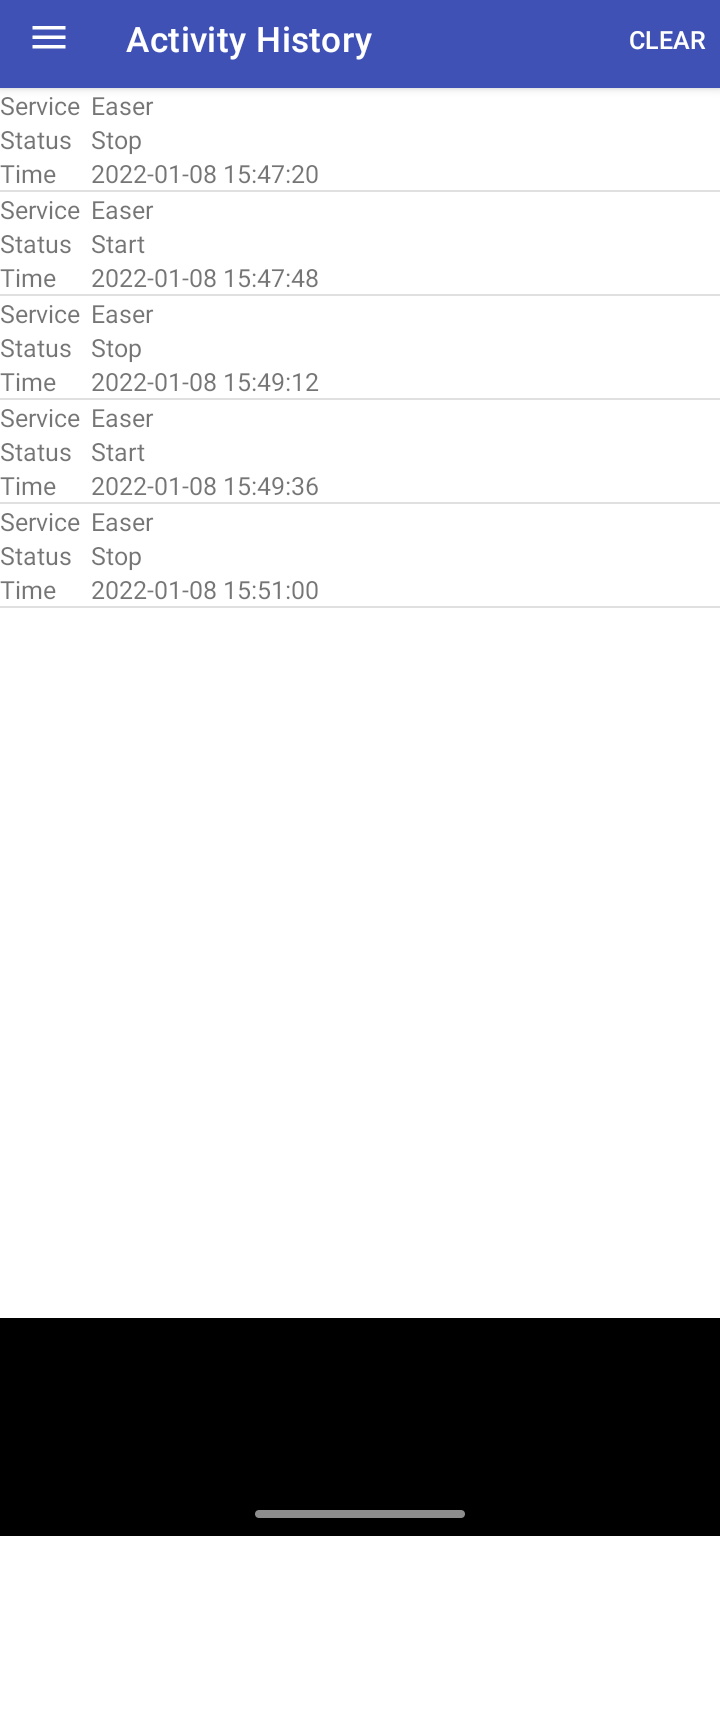 Activity History CLEAR
Service Easer
Status Stop
Time 2022-01-08 15:47:20
Service Easer
Status Start
Time 2022-01-08 15:47:48
Service Easer
Status Stop
Time 2022-01-08 15:49:12
Service Easer
Status Start
Time 2022-01-08 15:49:36
Service Easer
Status Stop
Time 2022-01-08 15:51:00